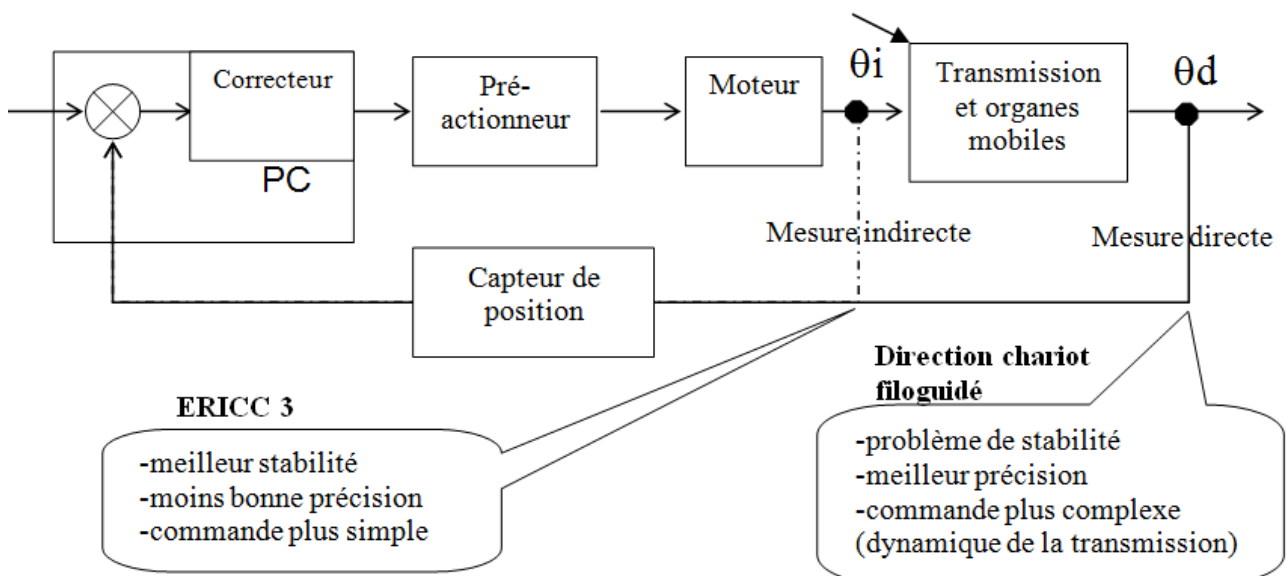 Correcteur
PC
Pré-
actionneur
Moteur
θi
Transmission
et organes
mobiles
θd
Mesure indirecte
Mesure directe
Capteur de
position
ERICC 3
-meilleur stabilité
-moins bonne précision
-commande plus simple
Direction chariot
filoguidé
-problème de stabilité
-meilleur précision
-commande plus complexe
(dynamique de la transmission)